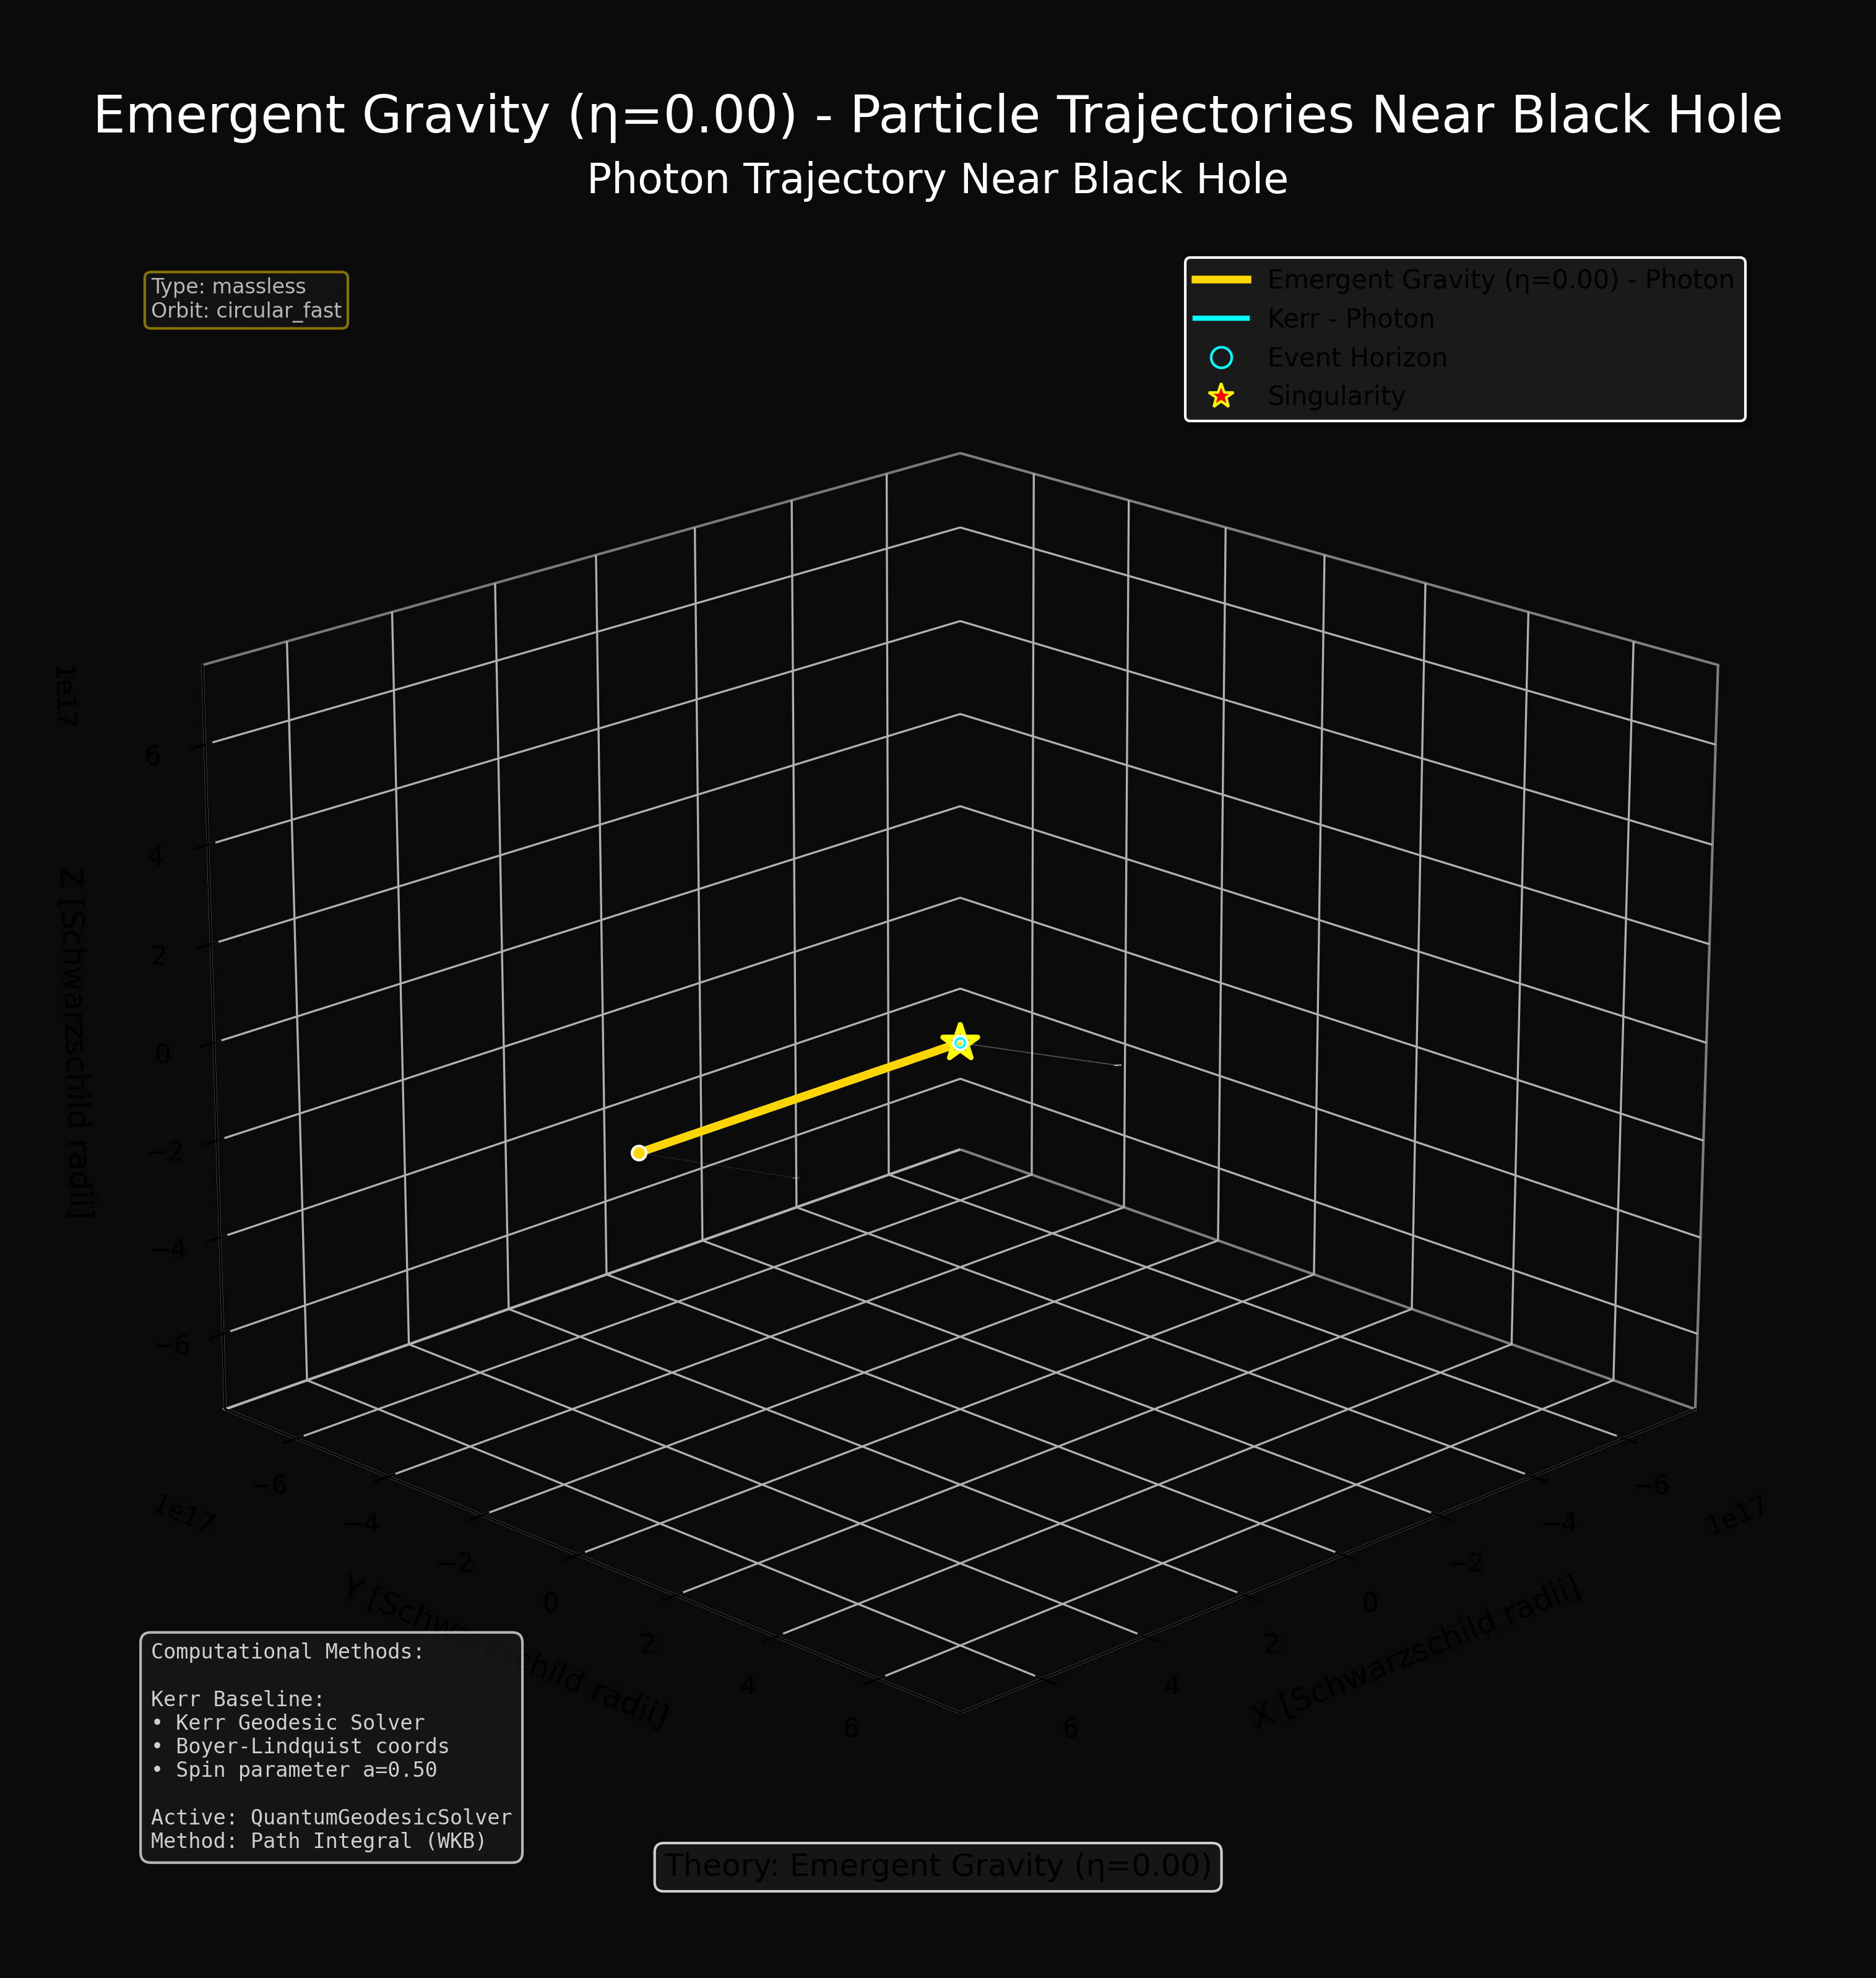 Emergent Gravity (η=0.00) - Particle Trajectories Near Black Hole
Photon Trajectory Near Black Hole
Type: massless
Orbit: circular_fast
Emergent Gravity (η=0.00) - Photon
Kerr - Photon
Event Horizon
Singularity
1e17
6
4
2
0
−2
−4
−6
Z [Schwarzschild radii]
1e17
−6
−4
−2
0
2
4
6
Y [Schwarzschild radii]
1e17
−6
−4
−2
0
2
4
6
X [Schwarzschild radii]
Computational Methods:
Kerr Baseline:
• Kerr Geodesic Solver
• Boyer-Lindquist coords
• Spin parameter a=0.50
Active: QuantumGeodesicSolver
Method: Path Integral (WKB)
Theory: Emergent Gravity (η=0.00)